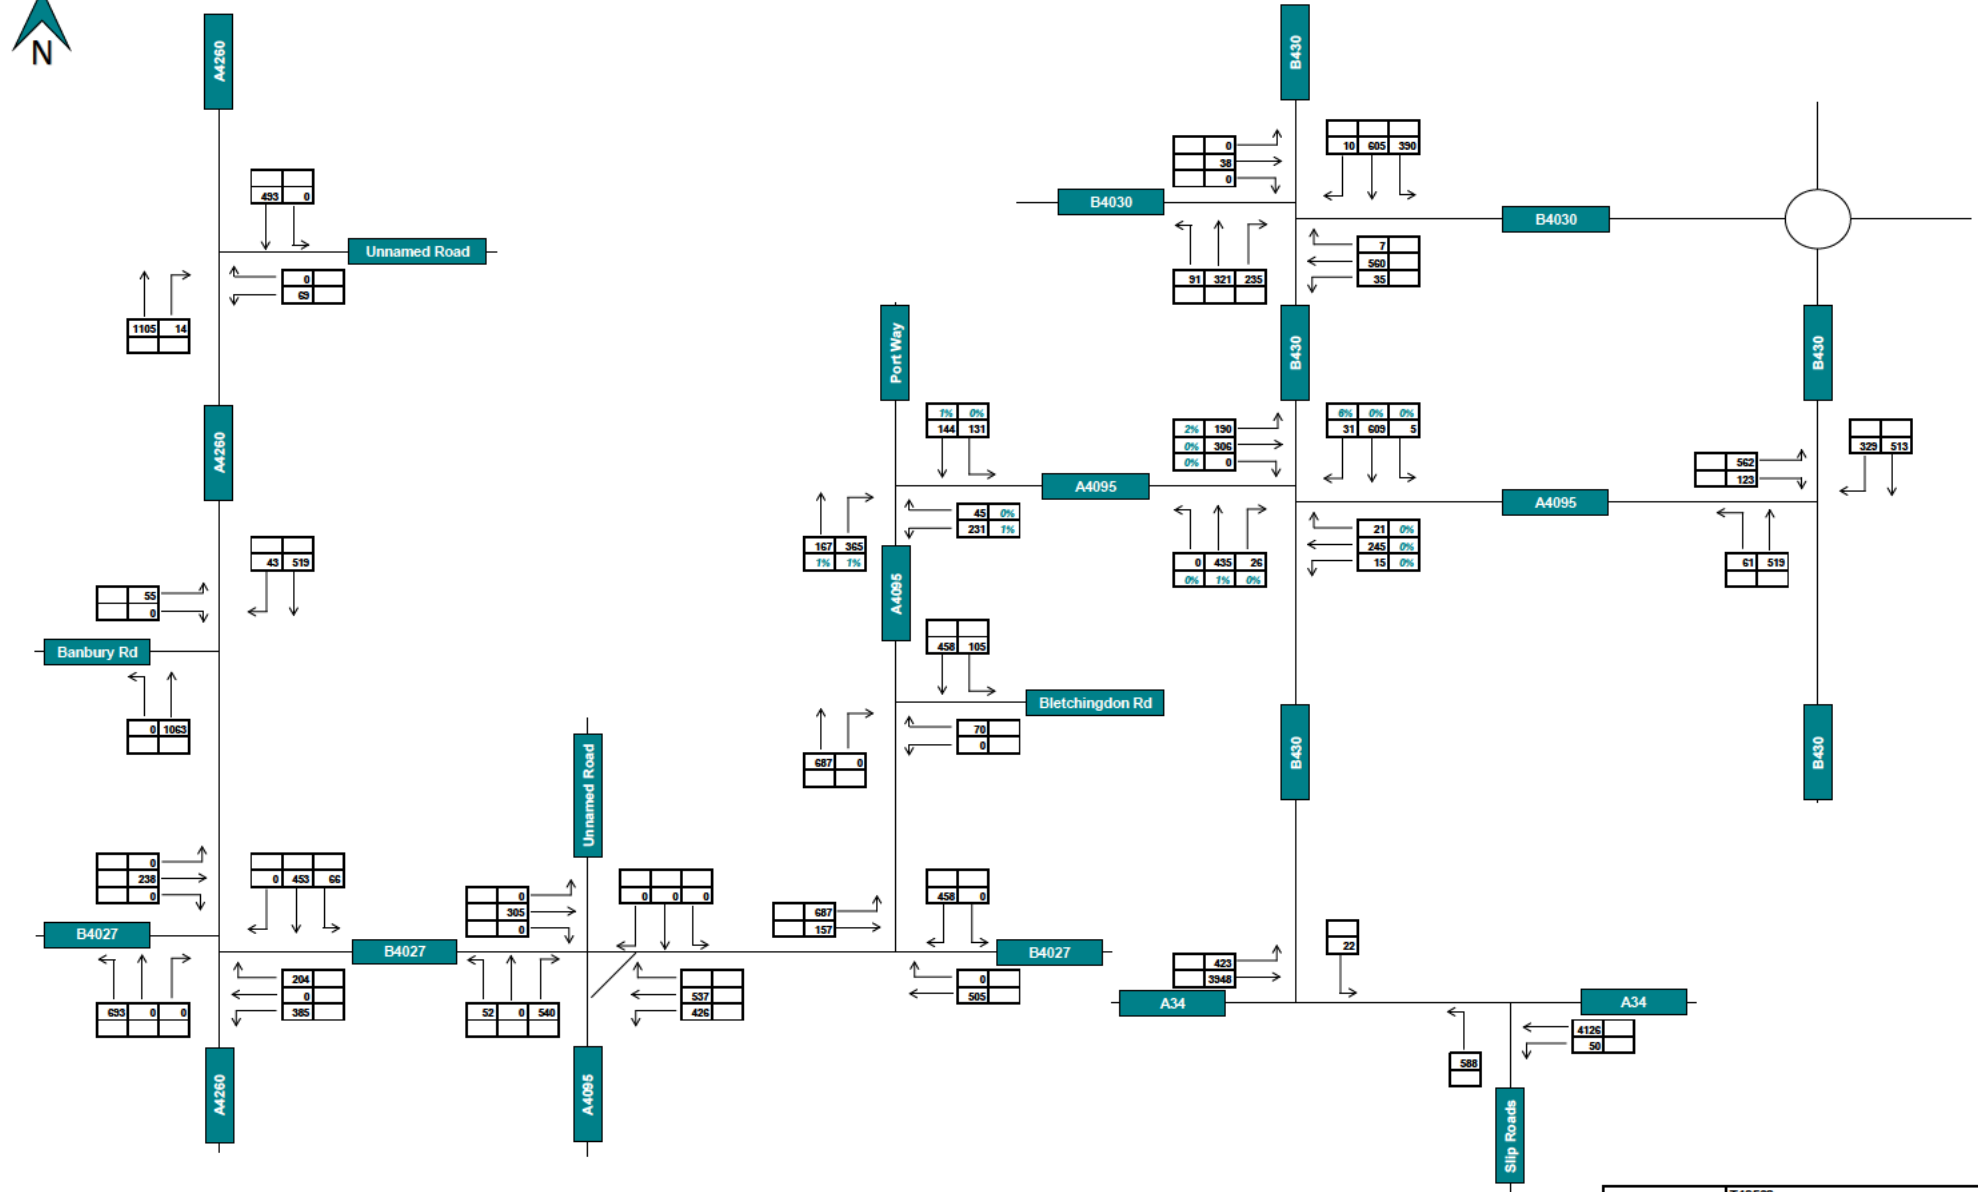 N
A4260
B430
0
38
0
10 605 390
493 0
B4030
B4030
Unnamed Road
7
560
35
91 321 235
0
69
1105 14
Port Way
B430
B430
A4260
1% 0%
144 131
2% 190
0% 306
0% 0
6% 0% 0%
31 609 5
329 513
562
123
A4095
A4095
45 0%
231 1%
21 0%
245 0%
15 0%
167 365
1% 1%
0 435 26
0% 1% 0%
61 519
43 519
A4095
55
0
Banbury Rd
458 105
Bletchingdon Rd
0 1063
70
0
687 0
Unnamed Road
B430
B430
0
238
0
0 453 66
0
305
0
0 0 0
687
157
458 0
B4027
B4027
B4027
22
423
3948
204
0
385
693 0 0
52 0 540
537
426
0
505
A34
A34
4126
50
588
A4260
A4095
Slip Roads